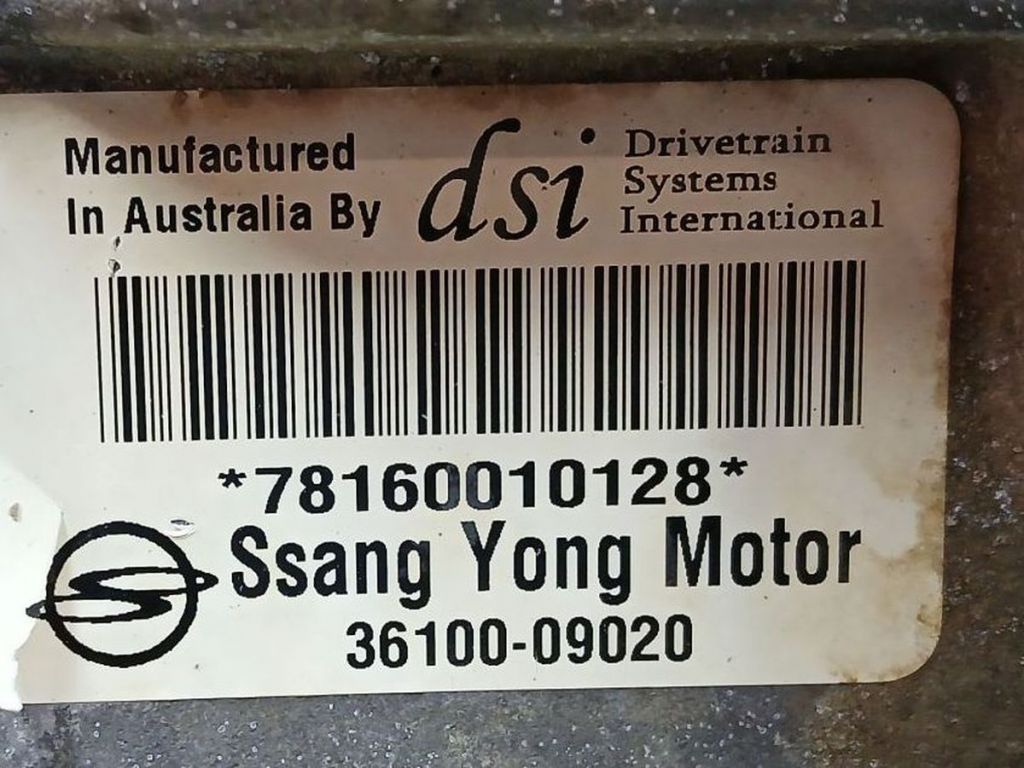 Manufactured
In Australia By
dsi
Drivetrain
Systems
International
*78160010128*
Ssang Yong Motor
36100-09020